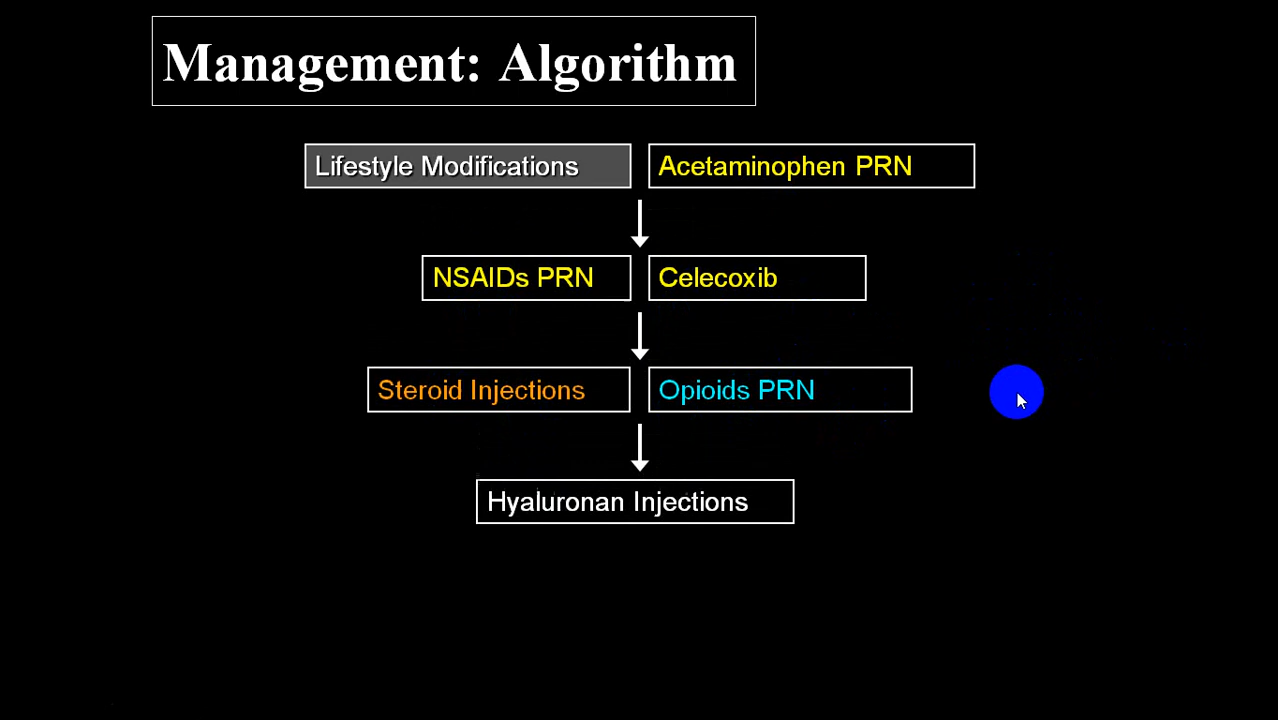 Management: Algorithm
Lifestyle Modifications
Acetaminophen PRN
NSAIDs PRN
Celecoxib
Steroid Injections
Opioids PRN
Hyaluronan Injections